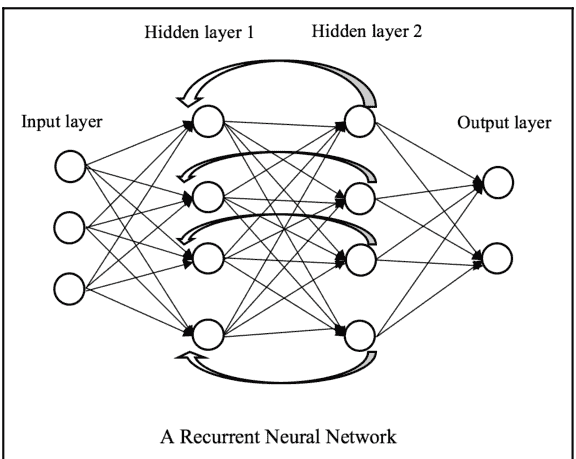 Hidden layer 1
Hidden layer 2
Input layer
Output layer
A Recurrent Neural Network